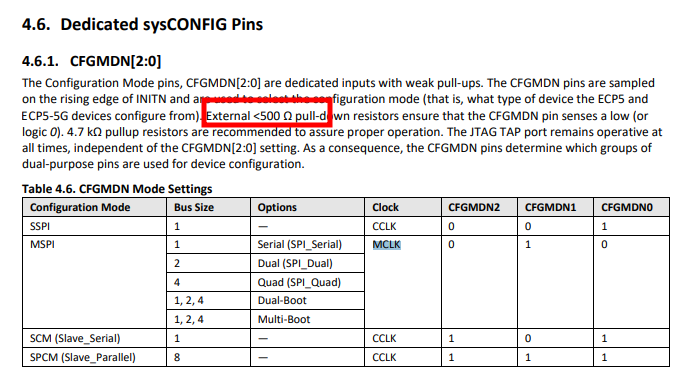 4.6. Dedicated sysCONFIG Pins
4.6.1. CFGMDN[2:0]
The Configuration Mode pins, CFGMDN[2:0] are dedicated inputs with weak pull-ups. The CFGMDN pins are sampled
on the rising edge of INITN and are used to select the configuration mode (that is, what type of device the ECP5 and
ECP5-5G devices configure from). External <500 Ω pull-down resistors ensure that the CFGMDN pin senses a low (or
logic 0). 4.7 kΩ pullup resistors are recommended to assure proper operation. The JTAG TAP port remains operative at
all times, independent of the CFGMDN[2:0] setting. As a consequence, the CFGMDN pins determine which groups of
dual-purpose pins are used for device configuration.
Table 4.6. CFGMDN Mode Settings
Configuration Mode Bus Size Options Clock CFGMDN2 CFGMDN1 CFGMDN0
SSPI 1 — CCLK 0 0 1
MSPI 1 Serial (SPI_Serial) MCLK 0 1 0
2 Dual (SPI_Dual)
4 Quad (SPI_Quad)
1, 2, 4 Dual-Boot
1, 2, 4 Multi-Boot
SCM (Slave_Serial) 1 — CCLK 1 0 1
SPCM (Slave_Parallel) 8 — CCLK 1 1 1